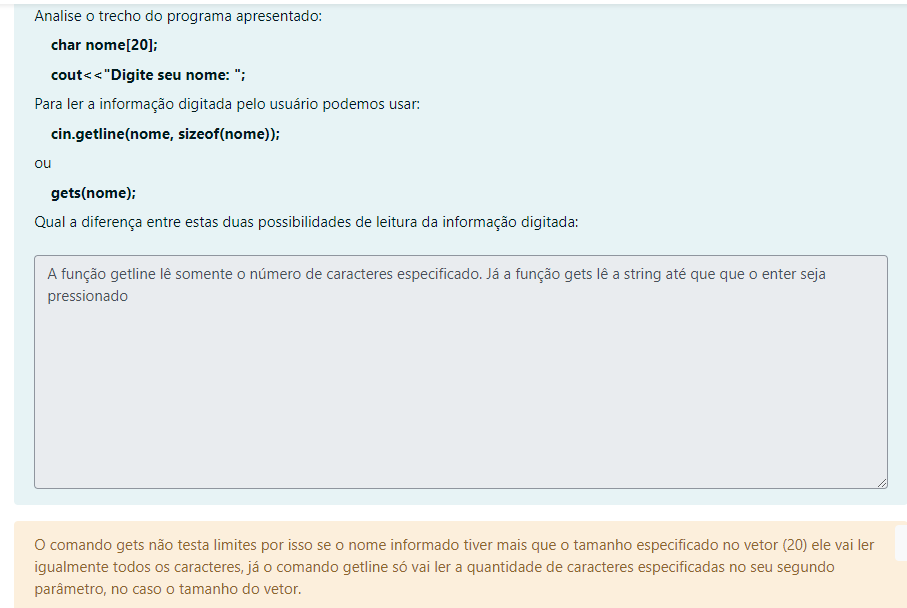 Analise o trecho do programa apresentado:
char nome[20];
cout<<"Digite seu nome: ";
Para ler a informação digitada pelo usuário podemos usar:
cin.getline(nome, sizeof(nome));
ou
gets(nome);
Qual a diferença entre estas duas possibilidades de leitura da informação digitada:
A função getline lê somente o número de caracteres especificado. Já a função gets lê a string até que que o enter seja
pressionado
O comando gets não testa limites por isso se o nome informado tiver mais que o tamanho especificado no vetor (20) ele vai ler
igualmente todos os caracteres, já o comando getline só vai ler a quantidade de caracteres especificadas no seu segundo
parâmetro, no caso o tamanho do vetor.